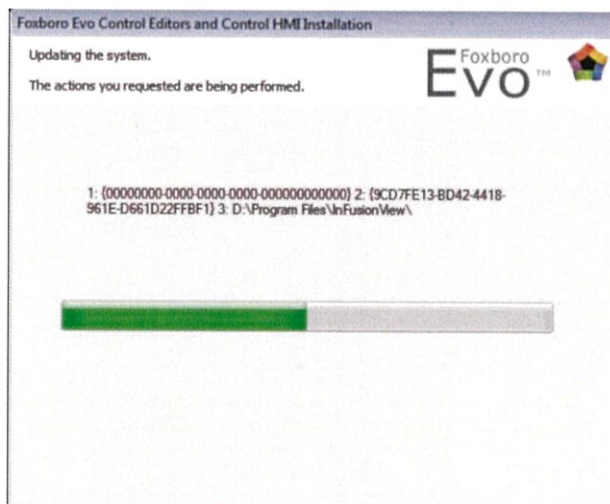 Foxboro Evo Control Editors and Control HMI Installation
Updating the system.
The actions you requested are being performed.
Foxboro
Evo™
1: {00000000-0000-0000-0000-000000000000} 2: {9CD7FE13-BD42-4418-
961E-D661D22FFBF1} 3: D:\Program Files\InFusionView\